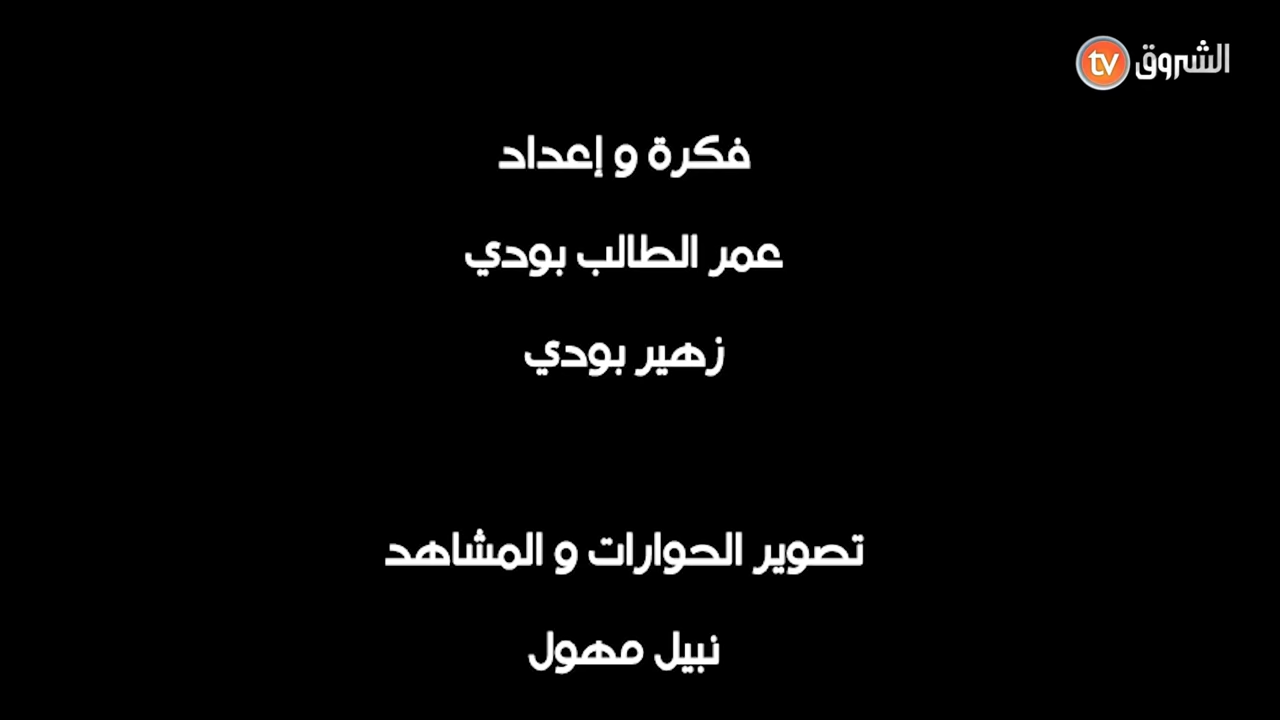 الشروق tv
فكرة و إعداد
عمر الطالب بودي
زهير بودي
تصوير الحوارات و المشاهد
نبيل مهول